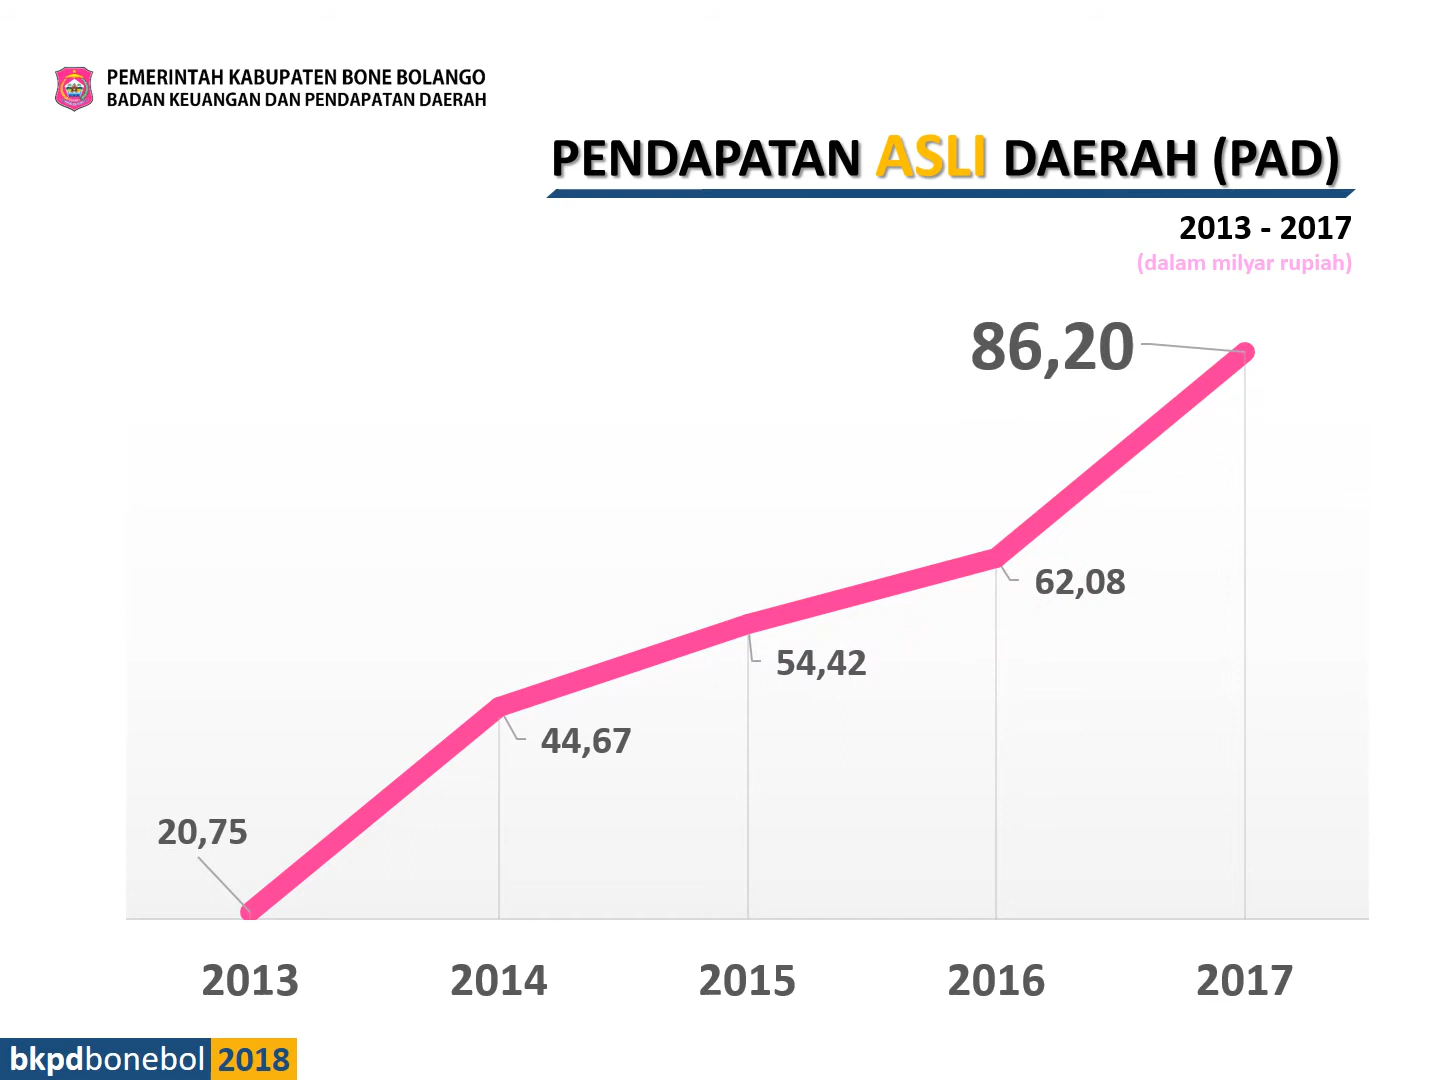 PEMERINTAH KABUPATEN BONE BOLANGO
BADAN KEUANGAN DAN PENDAPATAN DAERAH
PENDAPATAN ASLI DAERAH (PAD)
2013 - 2017
(dalam milyar rupiah)
86,20
62,08
54,42
44,67
20,75
2013 2014 2015 2016 2017
bkpdbonebol 2018